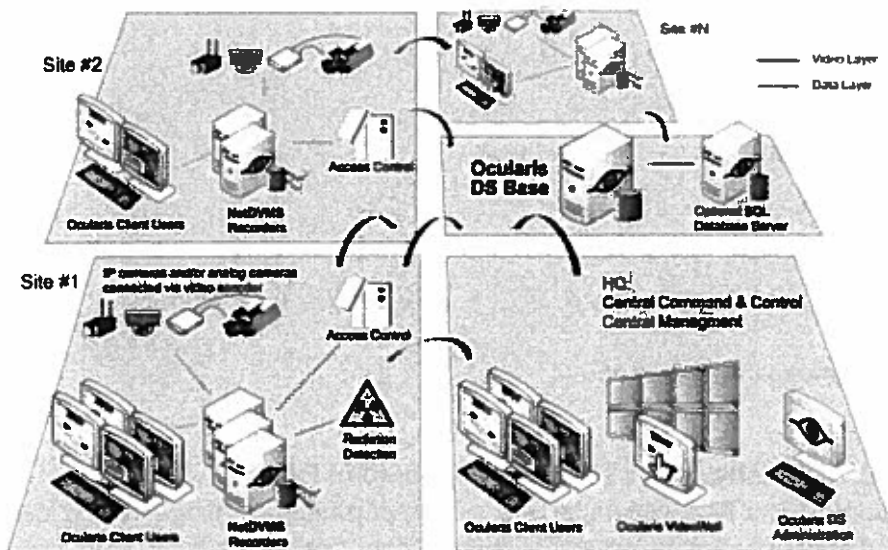 Site #2
Site #N
Video Layer
Data Layer
Access Control
Ocularis Client Users
NetDVMS
Recorders
Ocularis
DS Base
Optional SQL
Database Server
Site #1
IP cameras and/or analog cameras
connected via video encoder
Access Control
Radiation
Detection
Ocularis Client Users
NetDVMS
Recorders
HQ:
Central Command & Control
Central Managment
Ocularis Client Users
Ocularis VideoWall
Ocularis DS
Administration